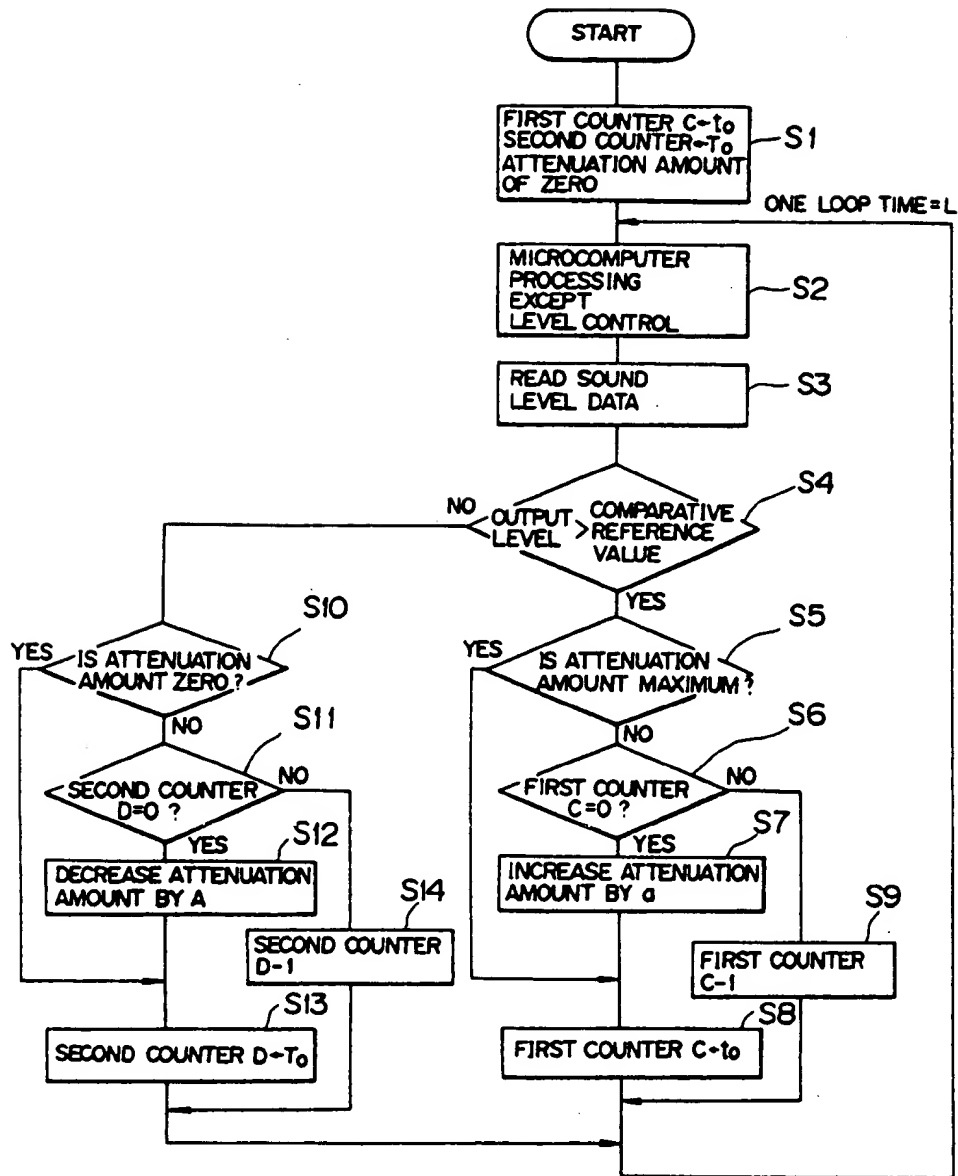 START
FIRST COUNTER C←t₀
SECOND COUNTER←T₀
ATTENUATION AMOUNT
OF ZERO
S1
ONE LOOP TIME=L
MICROCOMPUTER
PROCESSING
EXCEPT
LEVEL CONTROL
S2
READ SOUND
LEVEL DATA
S3
S4
NO
OUTPUT
LEVEL
>
COMPARATIVE
REFERENCE
VALUE
YES
S10
YES
IS ATTENUATION
AMOUNT ZERO?
NO
S5
YES
IS ATTENUATION
AMOUNT MAXIMUM?
NO
S11
SECOND COUNTER
D=0 ?
NO
YES
S6
FIRST COUNTER
C=0 ?
NO
YES
S12
DECREASE ATTENUATION
AMOUNT BY A
S7
INCREASE ATTENUATION
AMOUNT BY a
S14
SECOND COUNTER
D-1
S9
FIRST COUNTER
C-1
S13
SECOND COUNTER D←T₀
S8
FIRST COUNTER C←t₀